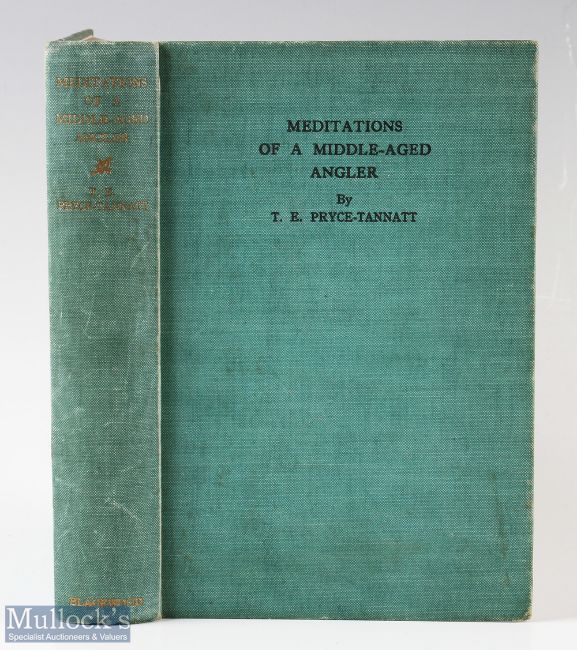 MEDITATIONS
OF A
MIDDLE-AGED
ANGLER
T. E.
PRYCE-TANNATT
BLACKWOOD
MEDITATIONS
OF A MIDDLE-AGED
ANGLER
By
T. E. PRYCE-TANNATT
Mullock's
Specialist Auctioneers & Valuers